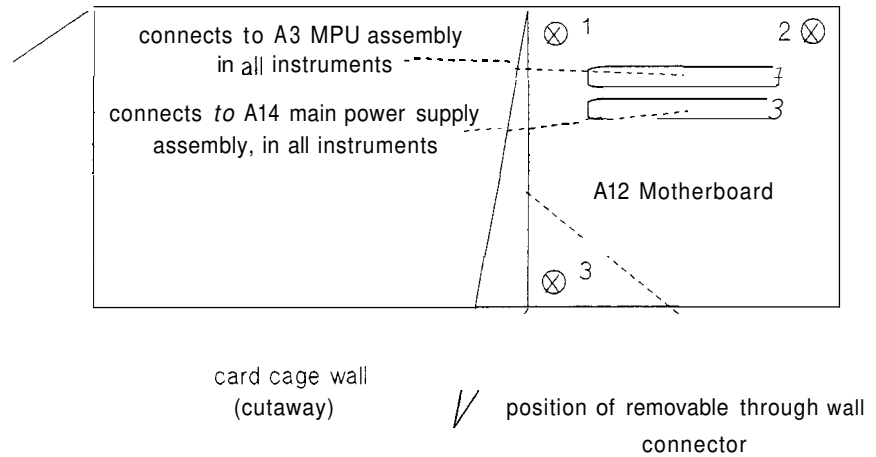 connects to A3 MPU assembly
in all instruments
connects to A14 main power supply
assembly, in all instruments
1
2
1
3
A12 Motherboard
3
card cage wall
(cutaway)
position of removable through wall
connector